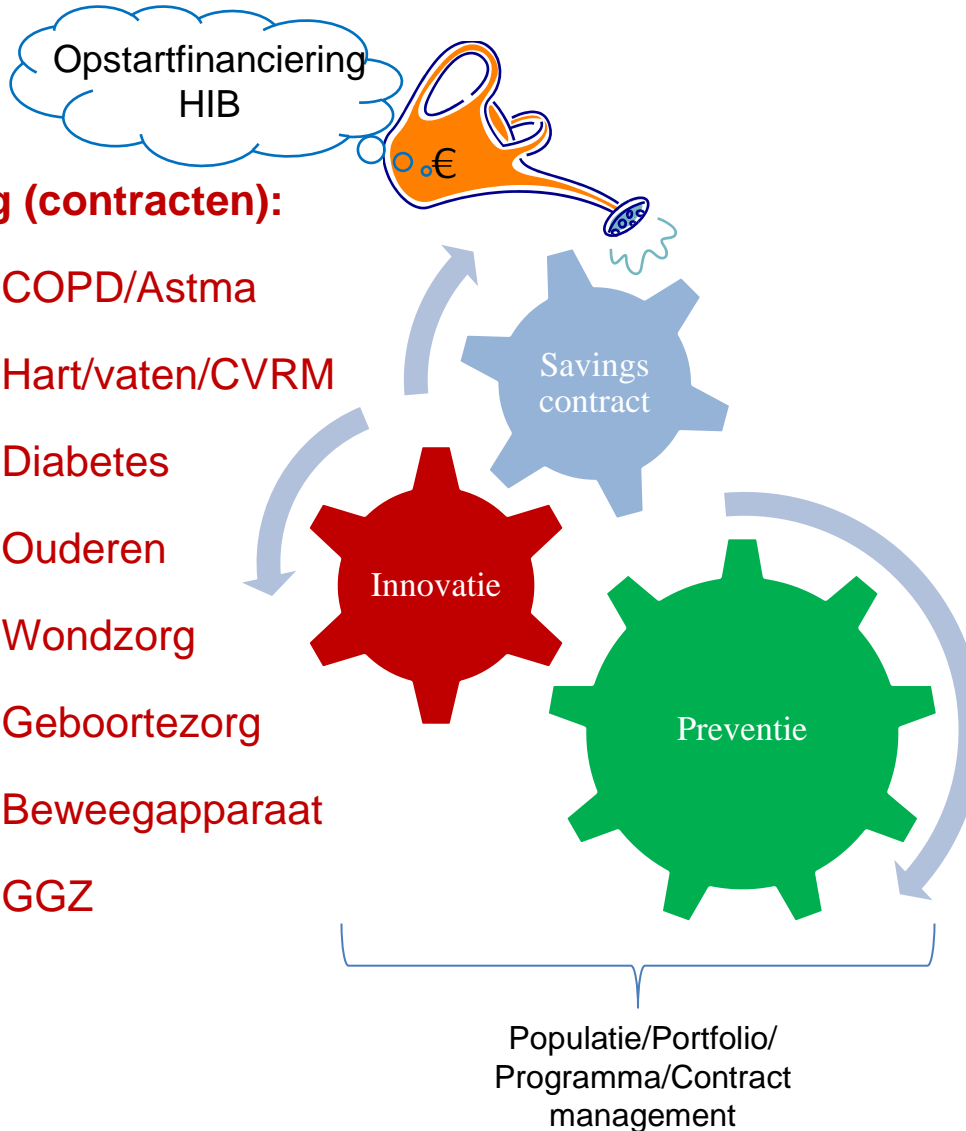 Opstartfinanciering
HIB
€
g (contracten):
COPD/Astma
Hart/vaten/CVRM
Diabetes
Ouderen
Wondzorg
Geboortezorg
Beweegapparaat
GGZ
Savings
contract
Innovatie
Preventie
Populatie/Portfolio/
Programma/Contract
management